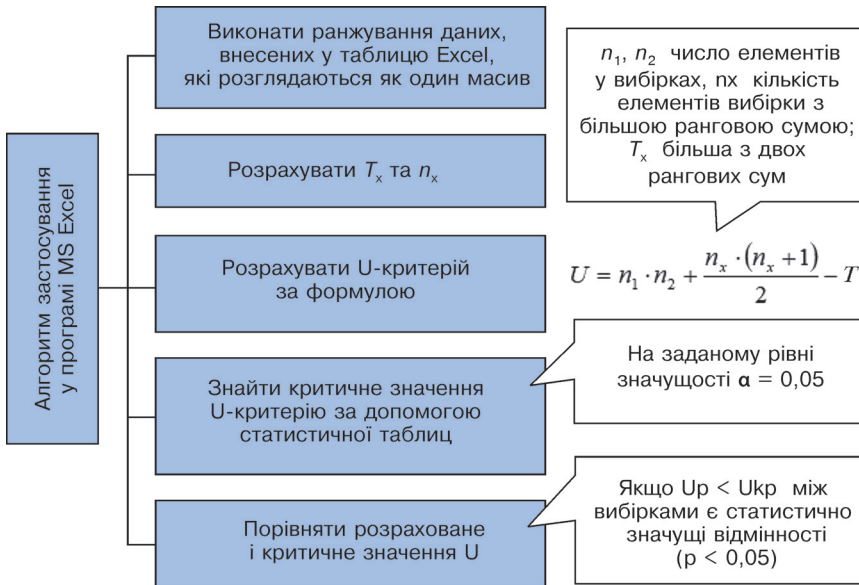 Алгоритм застосування
у програмі MS Excel
Виконати ранжування даних,
внесених у таблицю Excel,
які розглядаються як один масив
Розрахувати Tx та nx
Розрахувати U-критерій
за формулою
Знайти критичне значення
U-критерію за допомогою
статистичної таблиц
Порівняти розраховане
і критичне значення U
n1, n2 число елементів
у вибірках, nx кількість
елементів вибірки з
більшою ранговою сумою;
Tx більша з двох
рангових сум
U = n1 · n2 + nx · (nx + 1) / 2 − T
На заданому рівні
значущості α = 0,05
Якщо Up < Ukp між
вибірками є статистично
значущі відмінності
(p < 0,05)